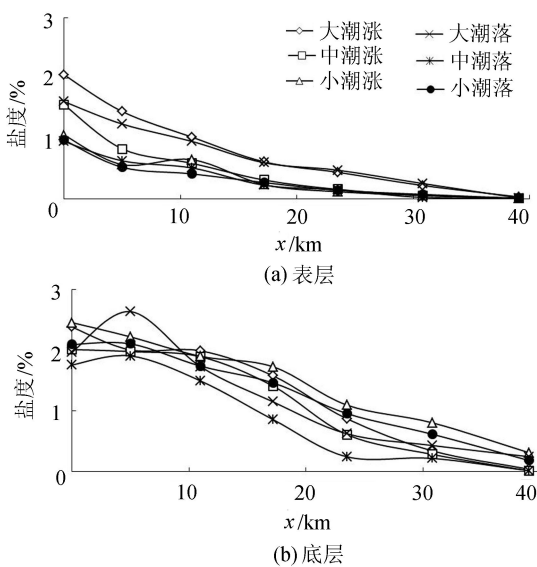 3
大潮涨 大潮落
中潮涨 中潮落
2
小潮涨 小潮落
盐度/%
1
0 10 20 30 40
x/km
(a) 表层
3
2
盐度/%
1
0 10 20 30 40
x/km
(b) 底层